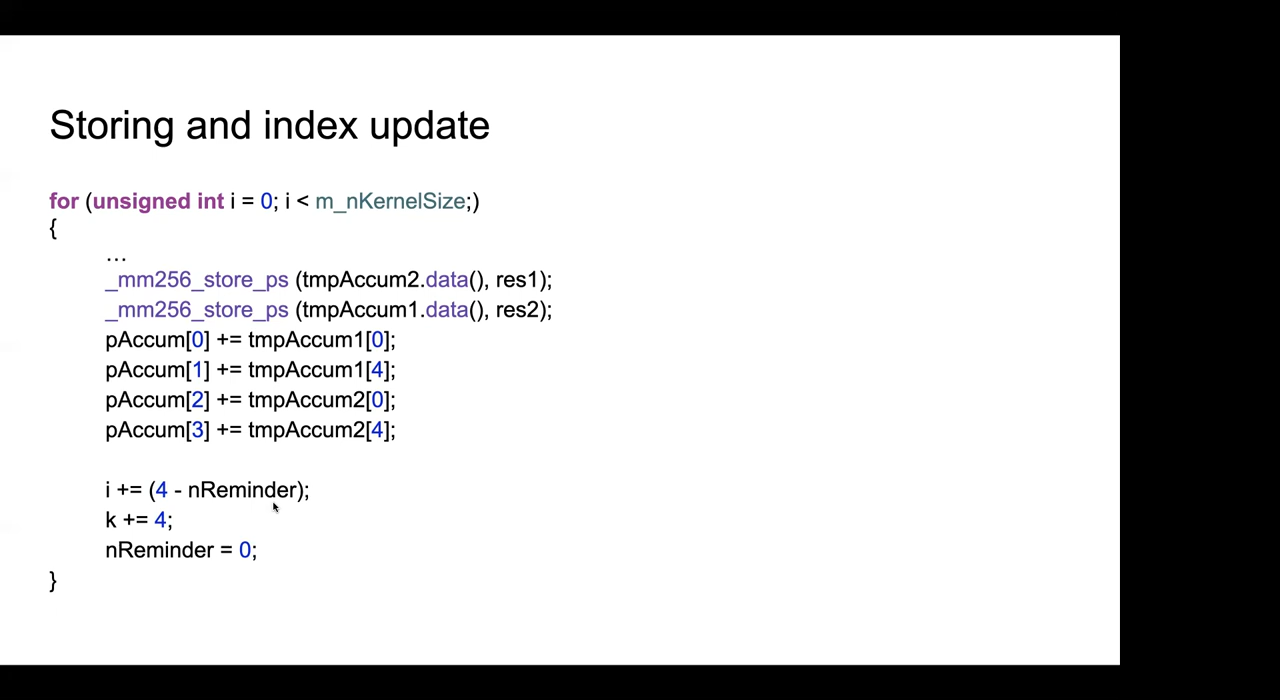 Storing and index update
for (unsigned int i = 0; i < m_nKernelSize;)
{
…
_mm256_store_ps (tmpAccum2.data(), res1);
_mm256_store_ps (tmpAccum1.data(), res2);
pAccum[0] += tmpAccum1[0];
pAccum[1] += tmpAccum1[4];
pAccum[2] += tmpAccum2[0];
pAccum[3] += tmpAccum2[4];
i += (4 - nReminder);
k += 4;
nReminder = 0;
}